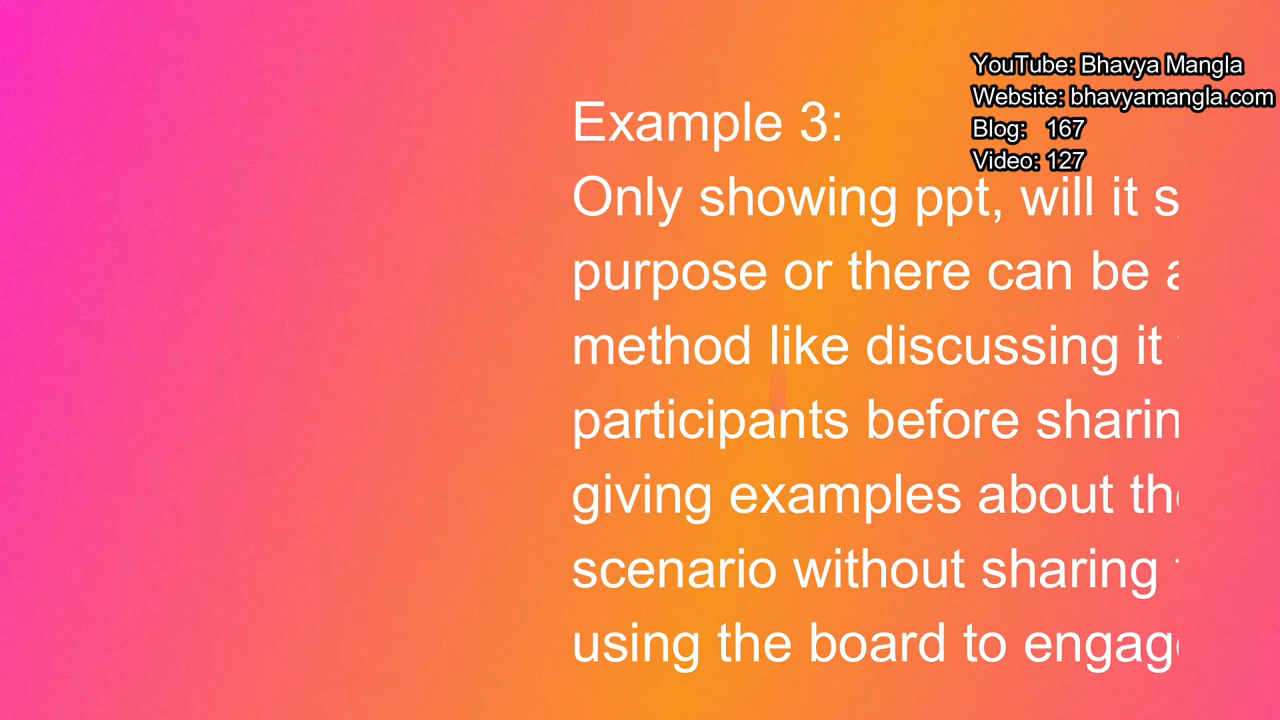 YouTube: Bhavya Mangla
Website: bhavyamangla.com
Blog: 167
Video: 127
Example 3:
Only showing ppt, will it s
purpose or there can be a
method like discussing it
participants before sharin
giving examples about the
scenario without sharing
using the board to engage